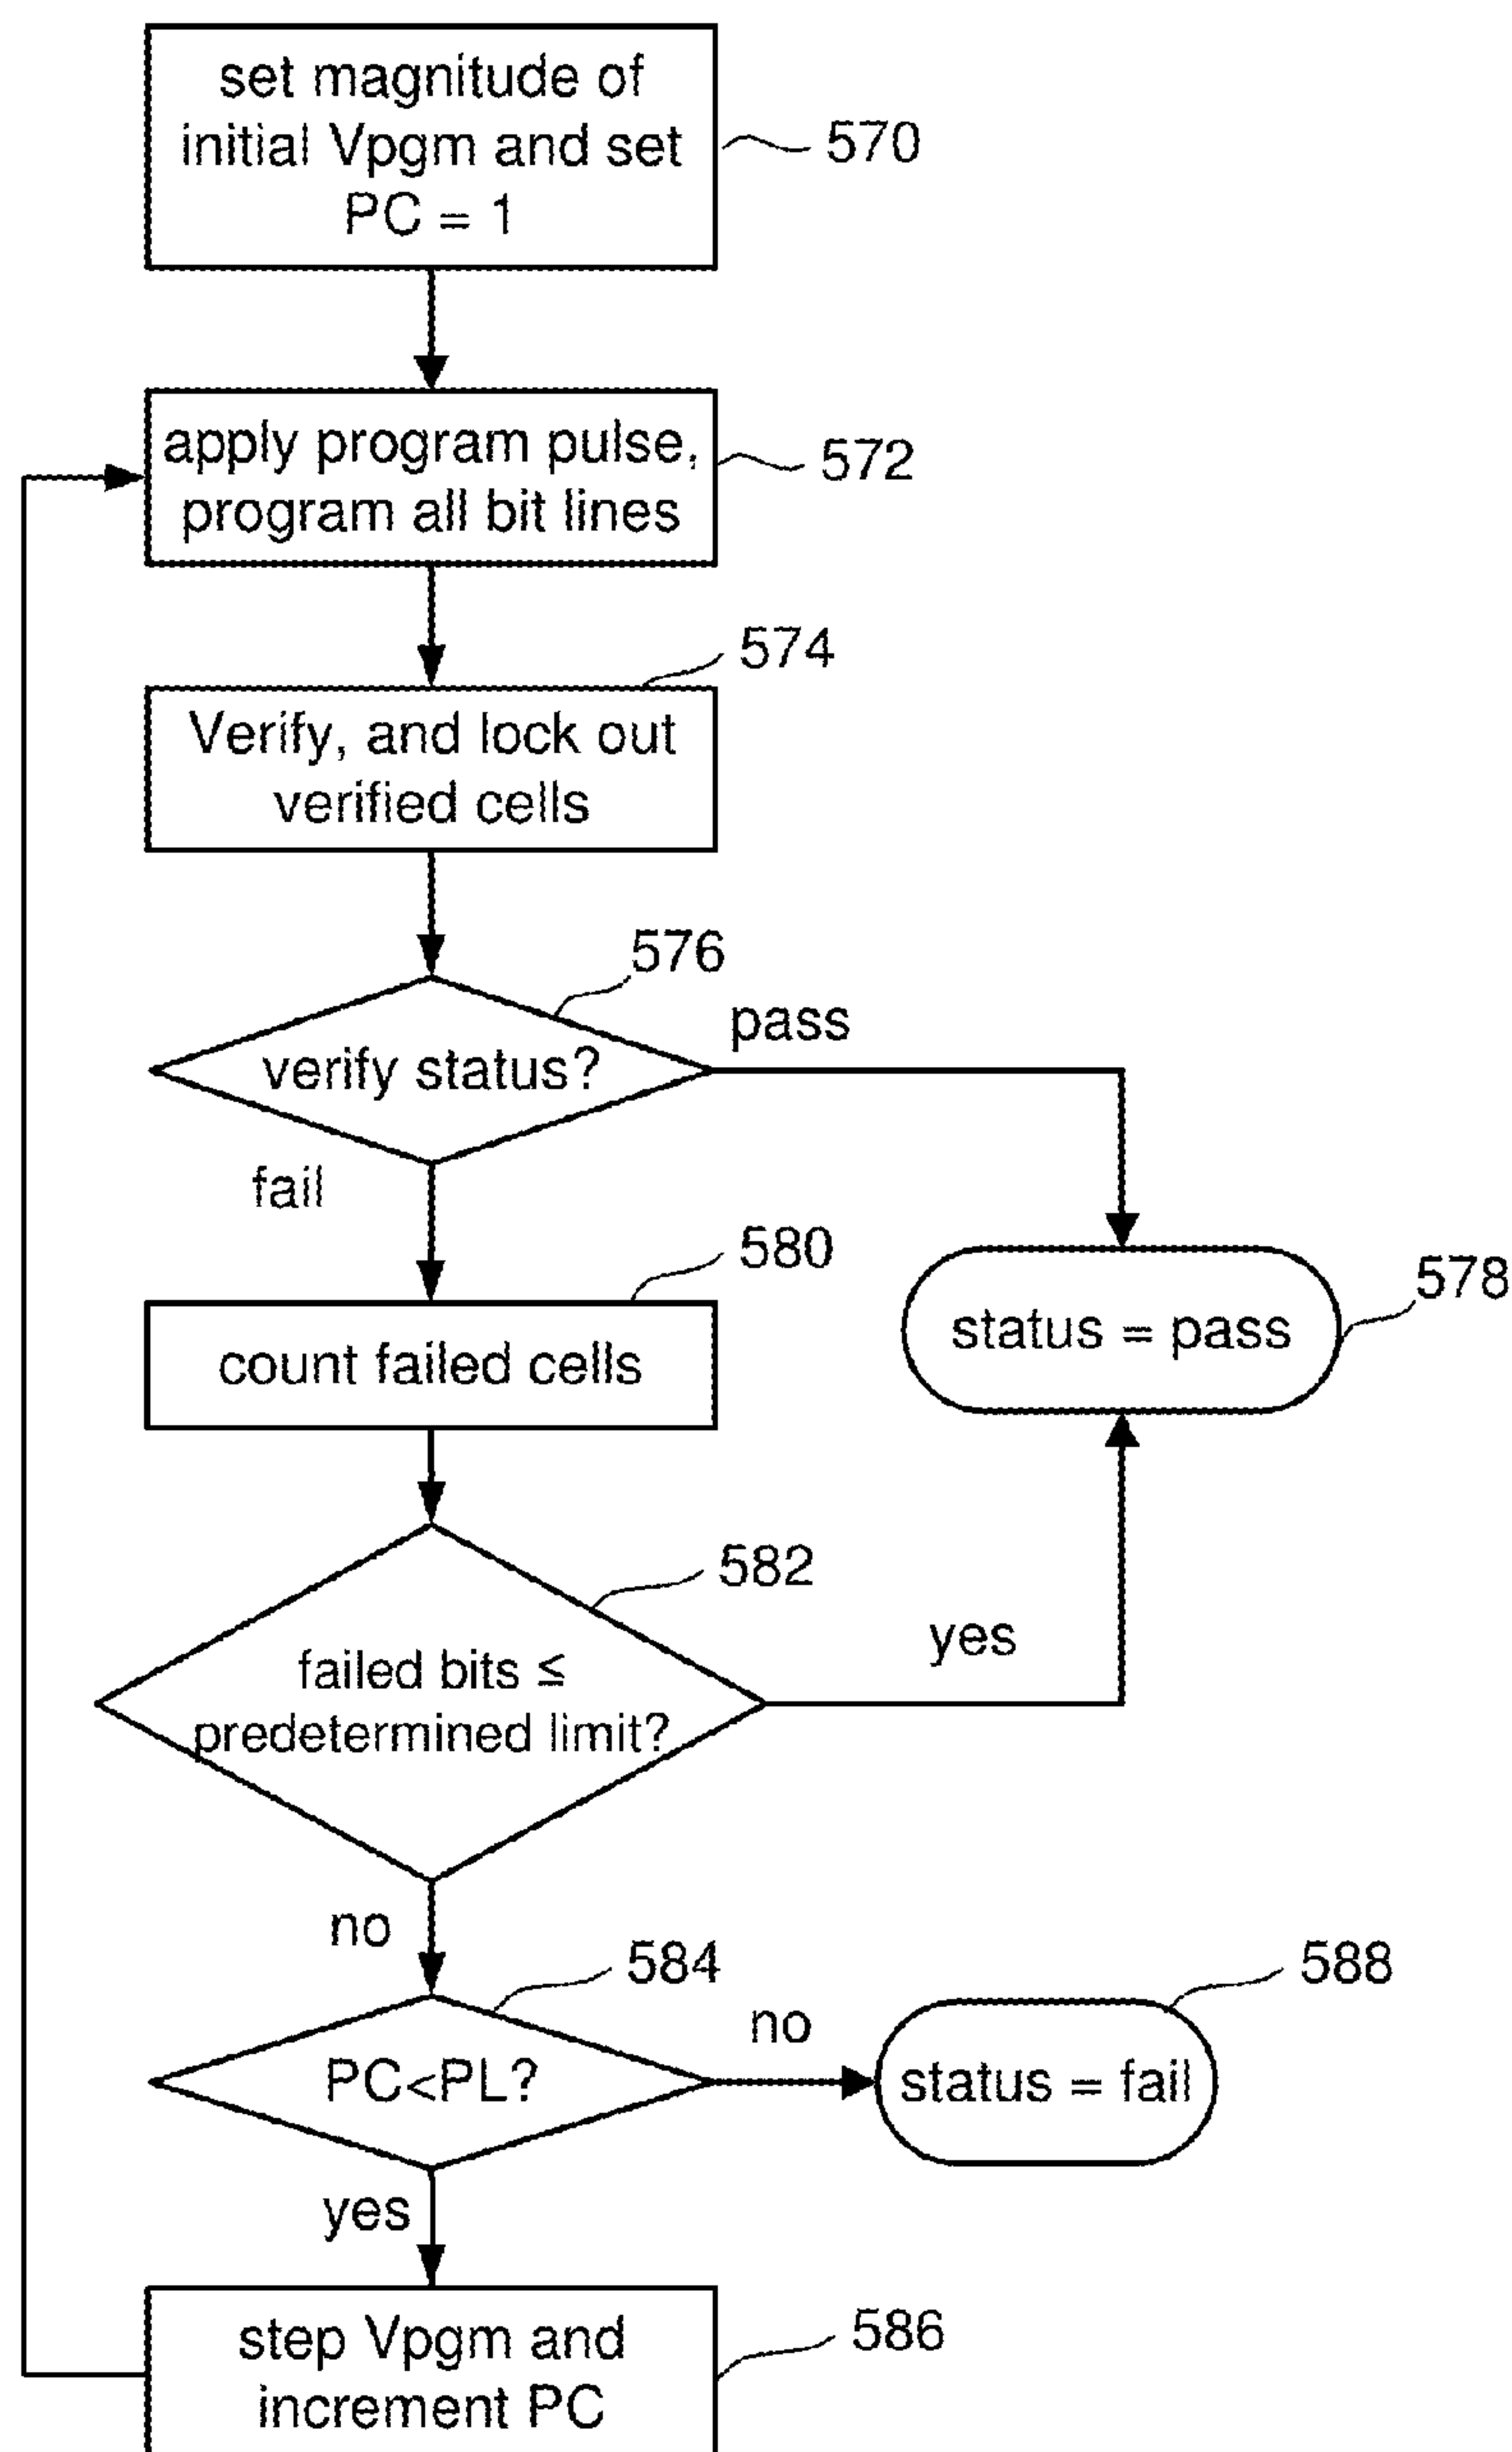 set magnitude of
initial Vpgm and set
PC = 1
570
apply program pulse,
program all bit lines
572
574
Verify, and lock out
verified cells
576
pass
verify status?
fail
580
578
status = pass
count failed cells
582
failed bits ≤
predetermined limit?
yes
no
584
588
no
PC<PL?
status = fail
yes
step Vpgm and
increment PC
586